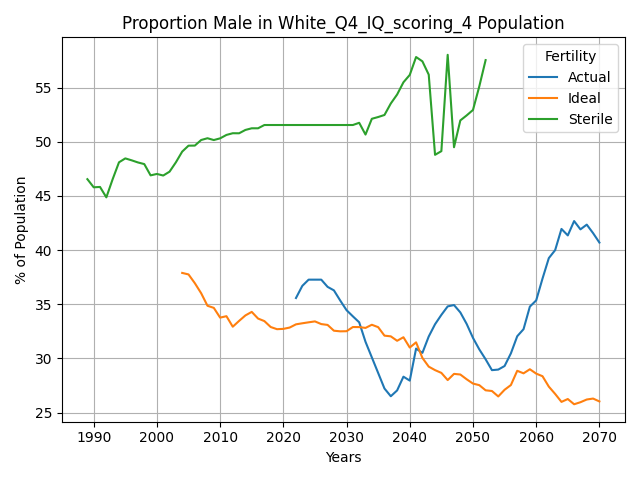 Proportion Male in White_Q4_IQ_scoring_4 Population
Fertility
Actual
Ideal
Sterile
% of Population
55
50
45
40
35
30
25
1990 2000 2010 2020 2030 2040 2050 2060 2070
Years